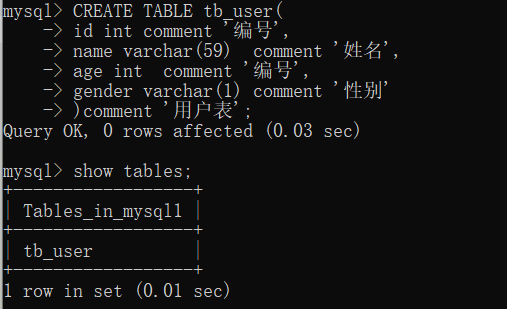 mysql> CREATE TABLE tb_user(
    -> id int comment '编号',
    -> name varchar(59)  comment '姓名',
    -> age int  comment '编号',
    -> gender varchar(1) comment '性别'
    -> )comment '用户表';
Query OK, 0 rows affected (0.03 sec)

mysql> show tables;
+------------------+
| Tables_in_mysql1 |
+------------------+
| tb_user          |
+------------------+
1 row in set (0.01 sec)